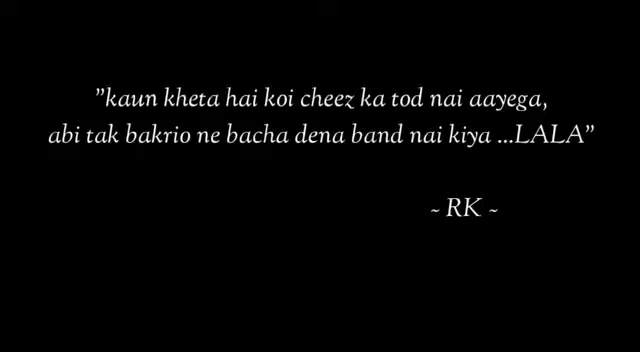 "kaun kheta hai koi cheez ka tod nai aayega,
abi tak bakrio ne bacha dena band nai kiya ...LALA"
~ RK ~